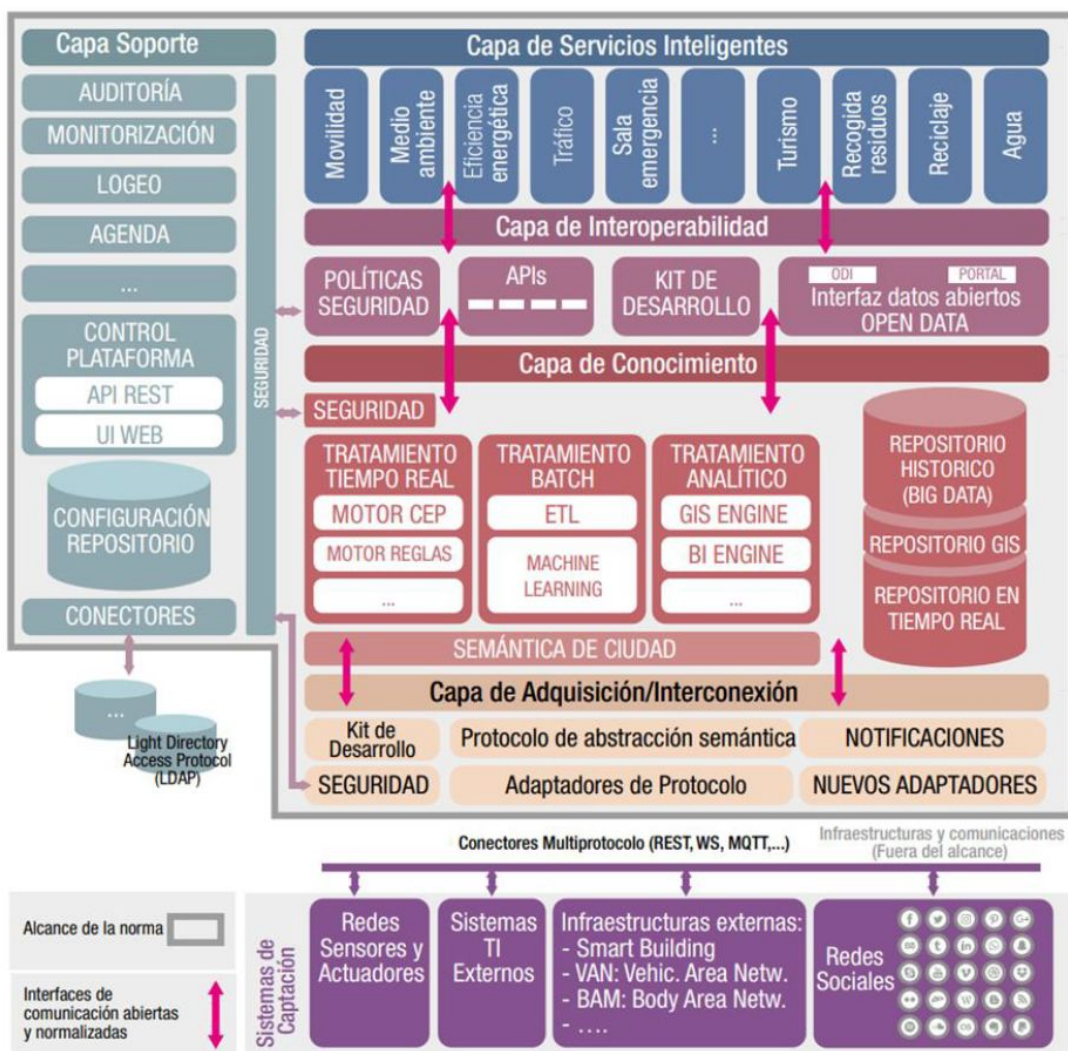 Capa Soporte
AUDITORÍA
MONITORIZACIÓN
LOGEO
AGENDA
...
CONTROL
PLATAFORMA
API REST
UI WEB
CONFIGURACIÓN
REPOSITORIO
CONECTORES
SEGURIDAD
...
Light Directory
Access Protocol
(LDAP)
Capa de Servicios Inteligentes
Movilidad
Medio
ambiente
Eficiencia
energética
Tráfico
Sala
emergencia
...
Turismo
Recogida
residuos
Reciclaje
Agua
Capa de Interoperabilidad
POLÍTICAS
SEGURIDAD
APIs
KIT DE
DESARROLLO
ODI
PORTAL
Interfaz datos abiertos
OPEN DATA
Capa de Conocimiento
SEGURIDAD
TRATAMIENTO
TIEMPO REAL
MOTOR CEP
MOTOR REGLAS
...
TRATAMIENTO
BATCH
ETL
MACHINE
LEARNING
TRATAMIENTO
ANALÍTICO
GIS ENGINE
BI ENGINE
...
REPOSITORIO
HISTORICO
(BIG DATA)
REPOSITORIO GIS
REPOSITORIO EN
TIEMPO REAL
SEMÁNTICA DE CIUDAD
Capa de Adquisición/Interconexión
Kit de
Desarrollo
Protocolo de abstracción semántica
NOTIFICACIONES
SEGURIDAD
Adaptadores de Protocolo
NUEVOS ADAPTADORES
Conectores Multiprotocolo (REST, WS, MQTT,...)
Infraestructuras y comunicaciones
(Fuera del alcance)
Alcance de la norma
Interfaces de
comunicación abiertas
y normalizadas
Sistemas de
Captación
Redes
Sensores y
Actuadores
Sistemas
TI
Externos
Infraestructuras externas:
- Smart Building
- VAN: Vehic. Area Netw.
- BAM: Body Area Netw.
- ....
Redes
Sociales